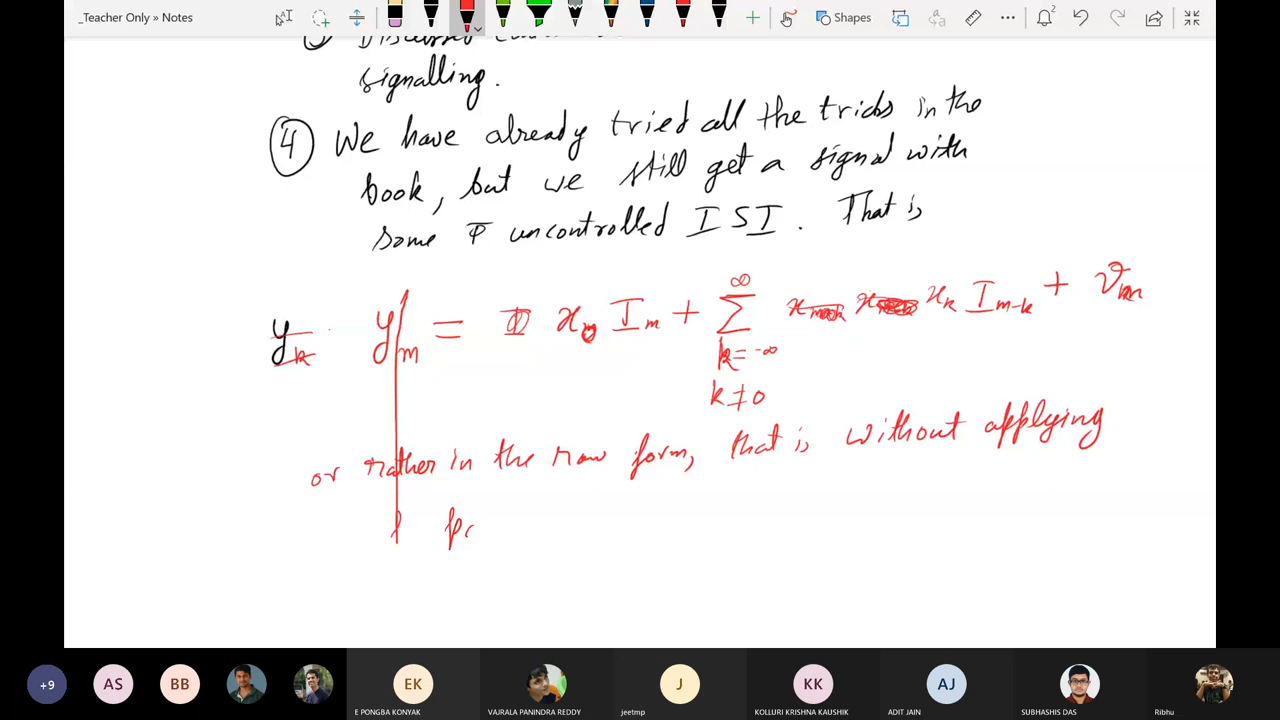 _Teacher Only » Notes
Shapes
signalling.
④ We have already tried all the tricks in the
book, but we still get a signal with
some uncontrolled ISI. That is
y_m = x_0 I_m + ∑_{k=-∞, k≠0}^{∞} x_k I_{m-k} + v_m
or rather in the raw form, that is without applying
+9 AS BB EK J KK AJ
E PONGBA KONYAK VAJRALA PANINDRA REDDY jeetmp KOLLURI KRISHNA KAUSHIK ADIT JAIN SUBHASHIS DAS Ribhu